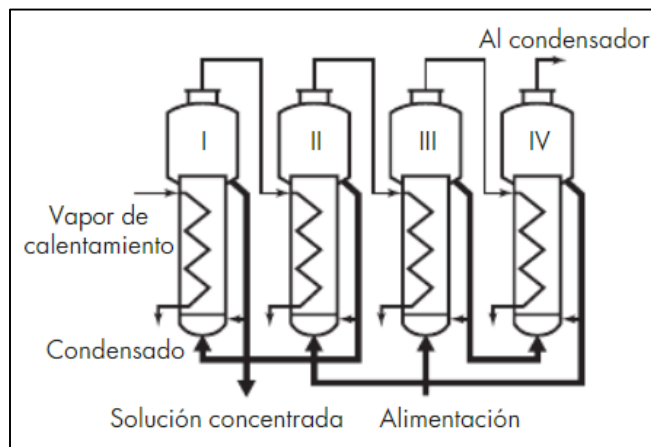 Al condensador
I II III IV
Vapor de
calentamiento
Condensado
Solución concentrada Alimentación